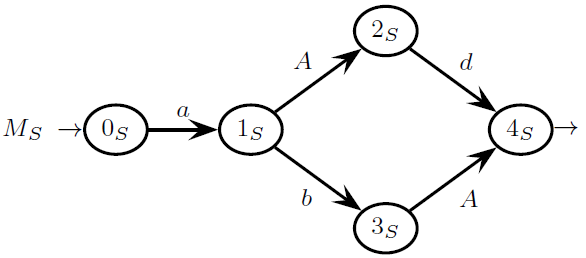 2_S
A
d
a
M_S → 0_S
1_S
4_S →
b
A
3_S